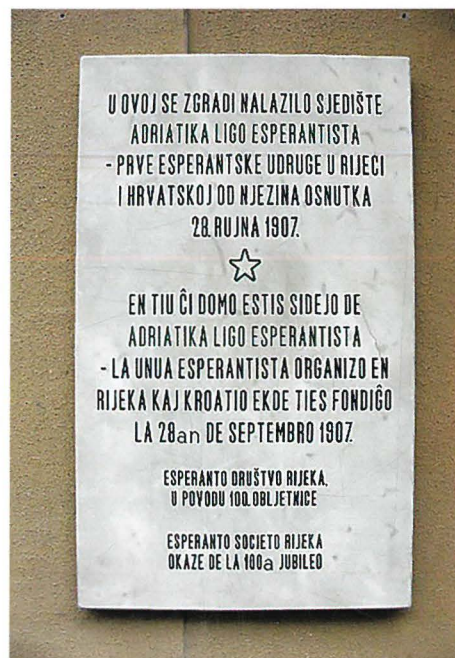 U OVOJ SE ZGRADI NALAZILO SJEDIŠTE
ADRIATIKA LIGO ESPERANTISTA
- PRVE ESPERANTSKE UDRUGE U RIJECI
I HRVATSKOJ OD NJEZINA OSNUTKA
28. RUJNA 1907.
EN TIU ĈI DOMO ESTIS SIDEJO DE
ADRIATIKA LIGO ESPERANTISTA
- LA UNUA ESPERANTISTA ORGANIZO EN
RIJEKA KAJ KROATIO EKDE TIES FONDIĜO
LA 28an DE SEPTEMBRO 1907.
ESPERANTO DRUŠTVO RIJEKA,
U POVODU 100. OBLJETNICE
ESPERANTO SOCIETO RIJEKA
OKAZE DE LA 100a JUBILEO